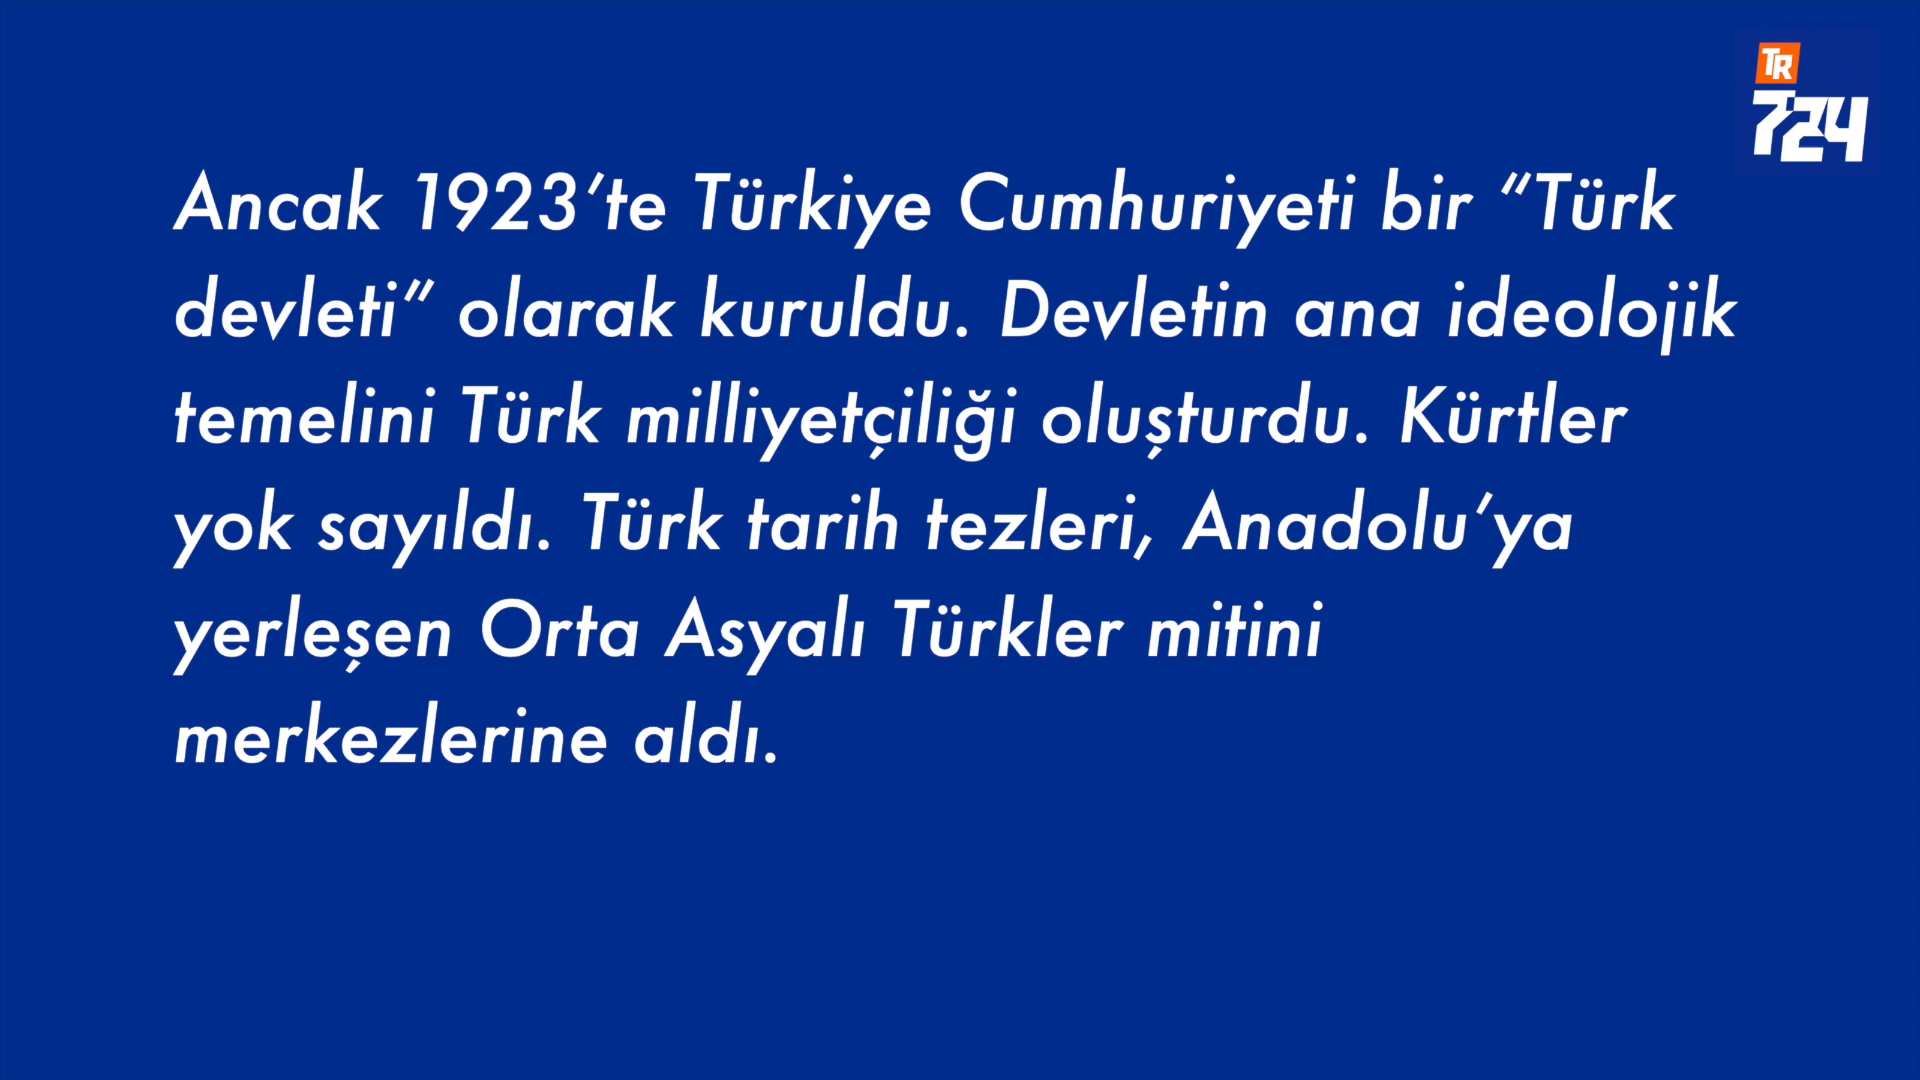 TR
724
Ancak 1923’te Türkiye Cumhuriyeti bir “Türk
devleti” olarak kuruldu. Devletin ana ideolojik
temelini Türk milliyetçiliği oluşturdu. Kürtler
yok sayıldı. Türk tarih tezleri, Anadolu’ya
yerleşen Orta Asyalı Türkler mitini
merkezlerine aldı.